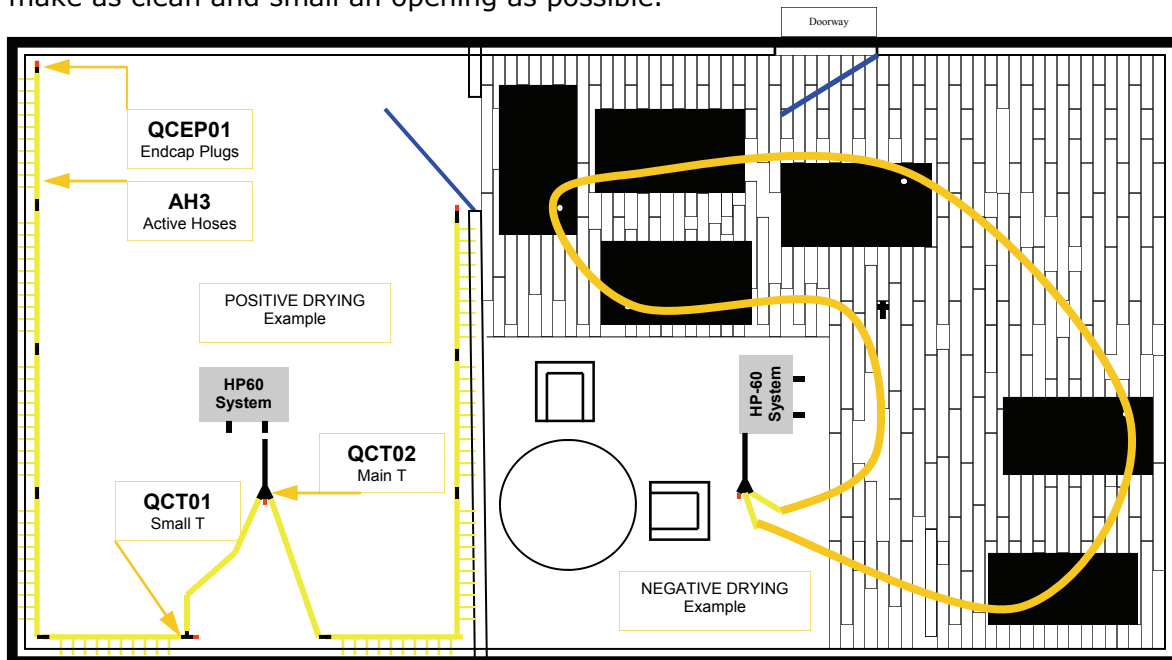 make as clean and small an opening as possible.
Doorway
QCEP01
Endcap Plugs
AH3
Active Hoses
POSITIVE DRYING
Example
HP60
System
HP-60
System
QCT02
Main T
QCT01
Small T
NEGATIVE DRYING
Example